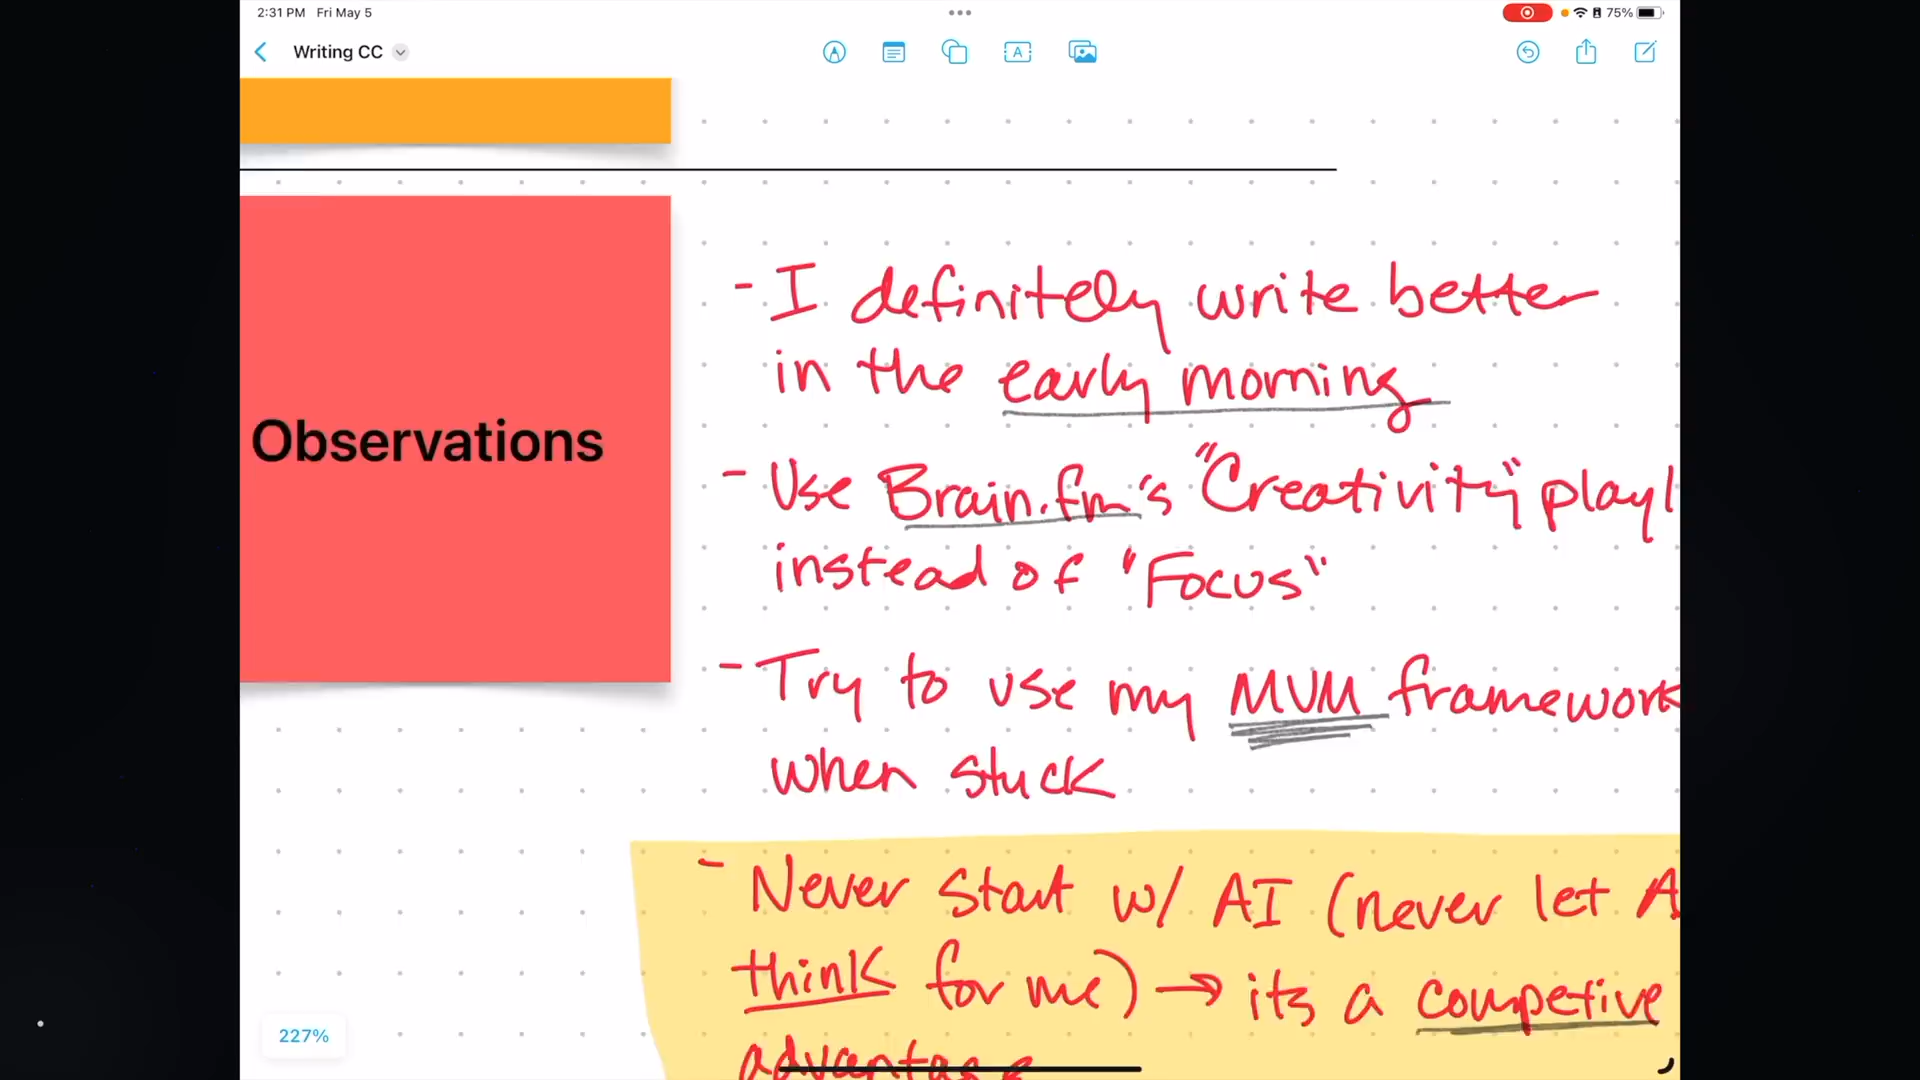 2:31 PM Fri May 5
75%
Writing CC
A
Observations
- I definitely write better
in the early morning
- Use Brain.fm's "Creativity" playl
instead of "Focus"
- Try to use my MVM framework
when stuck
- Never start w/ AI (never let A
think for me) → its a competive
advantage
227%